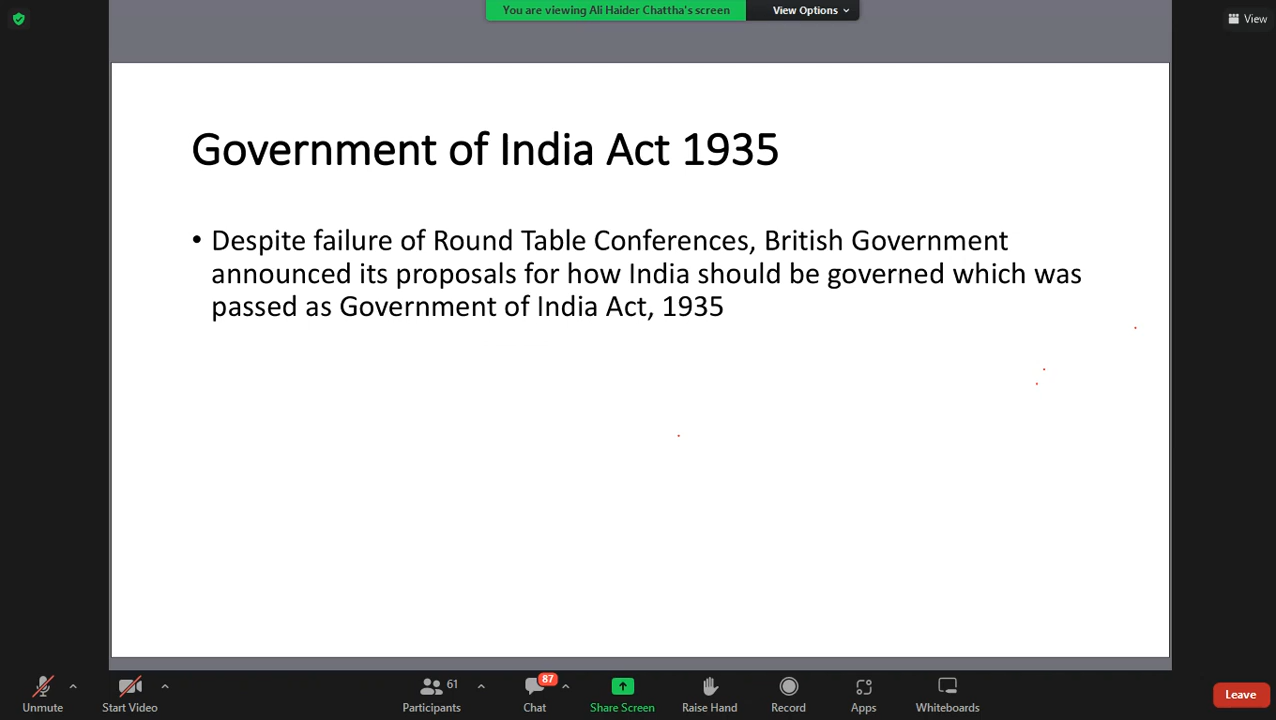 You are viewing Ali Haider Chattha's screen
View Options
View
Government of India Act 1935
• Despite failure of Round Table Conferences, British Government
announced its proposals for how India should be governed which was
passed as Government of India Act, 1935
Unmute
Start Video
61
Participants
87
Chat
Share Screen
Raise Hand
Record
Apps
Whiteboards
Leave